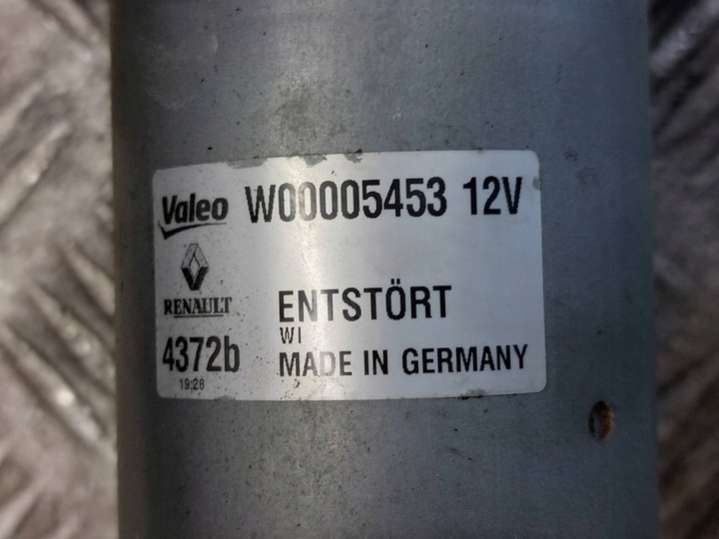 Valeo W00005453 12V
RENAULT ENTSTÖRT
WI
4372b MADE IN GERMANY
19:28